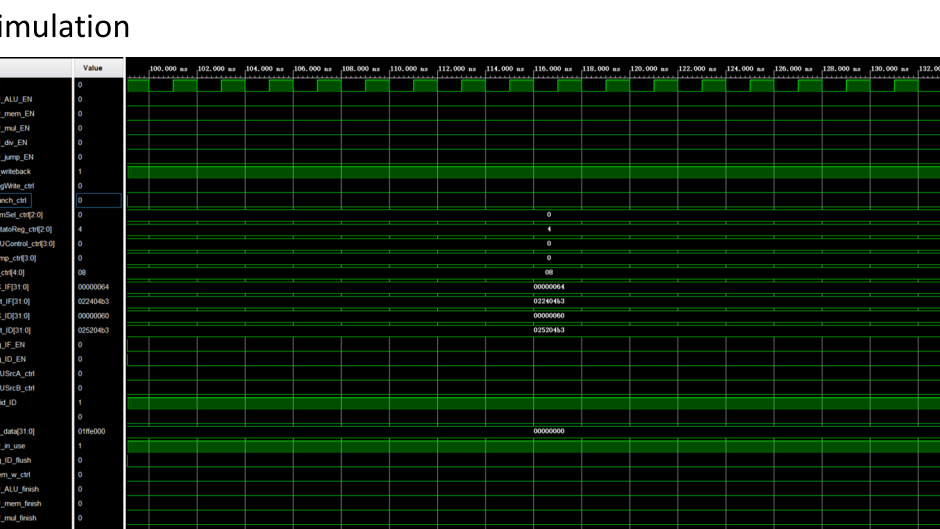 imulation
Value
100.000 ns 102.000 ns 104.000 ns 106.000 ns 108.000 ns 110.000 ns 112.000 ns 114.000 ns 116.000 ns 118.000 ns 120.000 ns 122.000 ns 124.000 ns 126.000 ns 128.000 ns 130.000 ns 132.00
0
_ALU_EN 0
_mem_EN 0
_mul_EN 0
_div_EN 0
_jump_EN 0
writeback 1
gWrite_ctrl 0
nch_ctrl 0
mSel_ctrl[2:0] 0 0
tatoReg_ctrl[2:0] 4 4
UControl_ctrl[3:0] 0 0
mp_ctrl[3:0] 0 0
_ctrl[4:0] 08 08
_IF[31:0] 00000064 00000064
t_IF[31:0] 022404b3 022404b3
_ID[31:0] 00000060 00000060
t_ID[31:0] 025204b3 025204b3
_IF_EN 0
_ID_EN 0
USrcA_ctrl 0
USrcB_ctrl 0
id_ID 1
0
_data[31:0] 01ffe000 00000000
_in_use 1
_ID_flush 0
em_w_ctrl 0
_ALU_finish 0
_mem_finish 0
_mul_finish 0